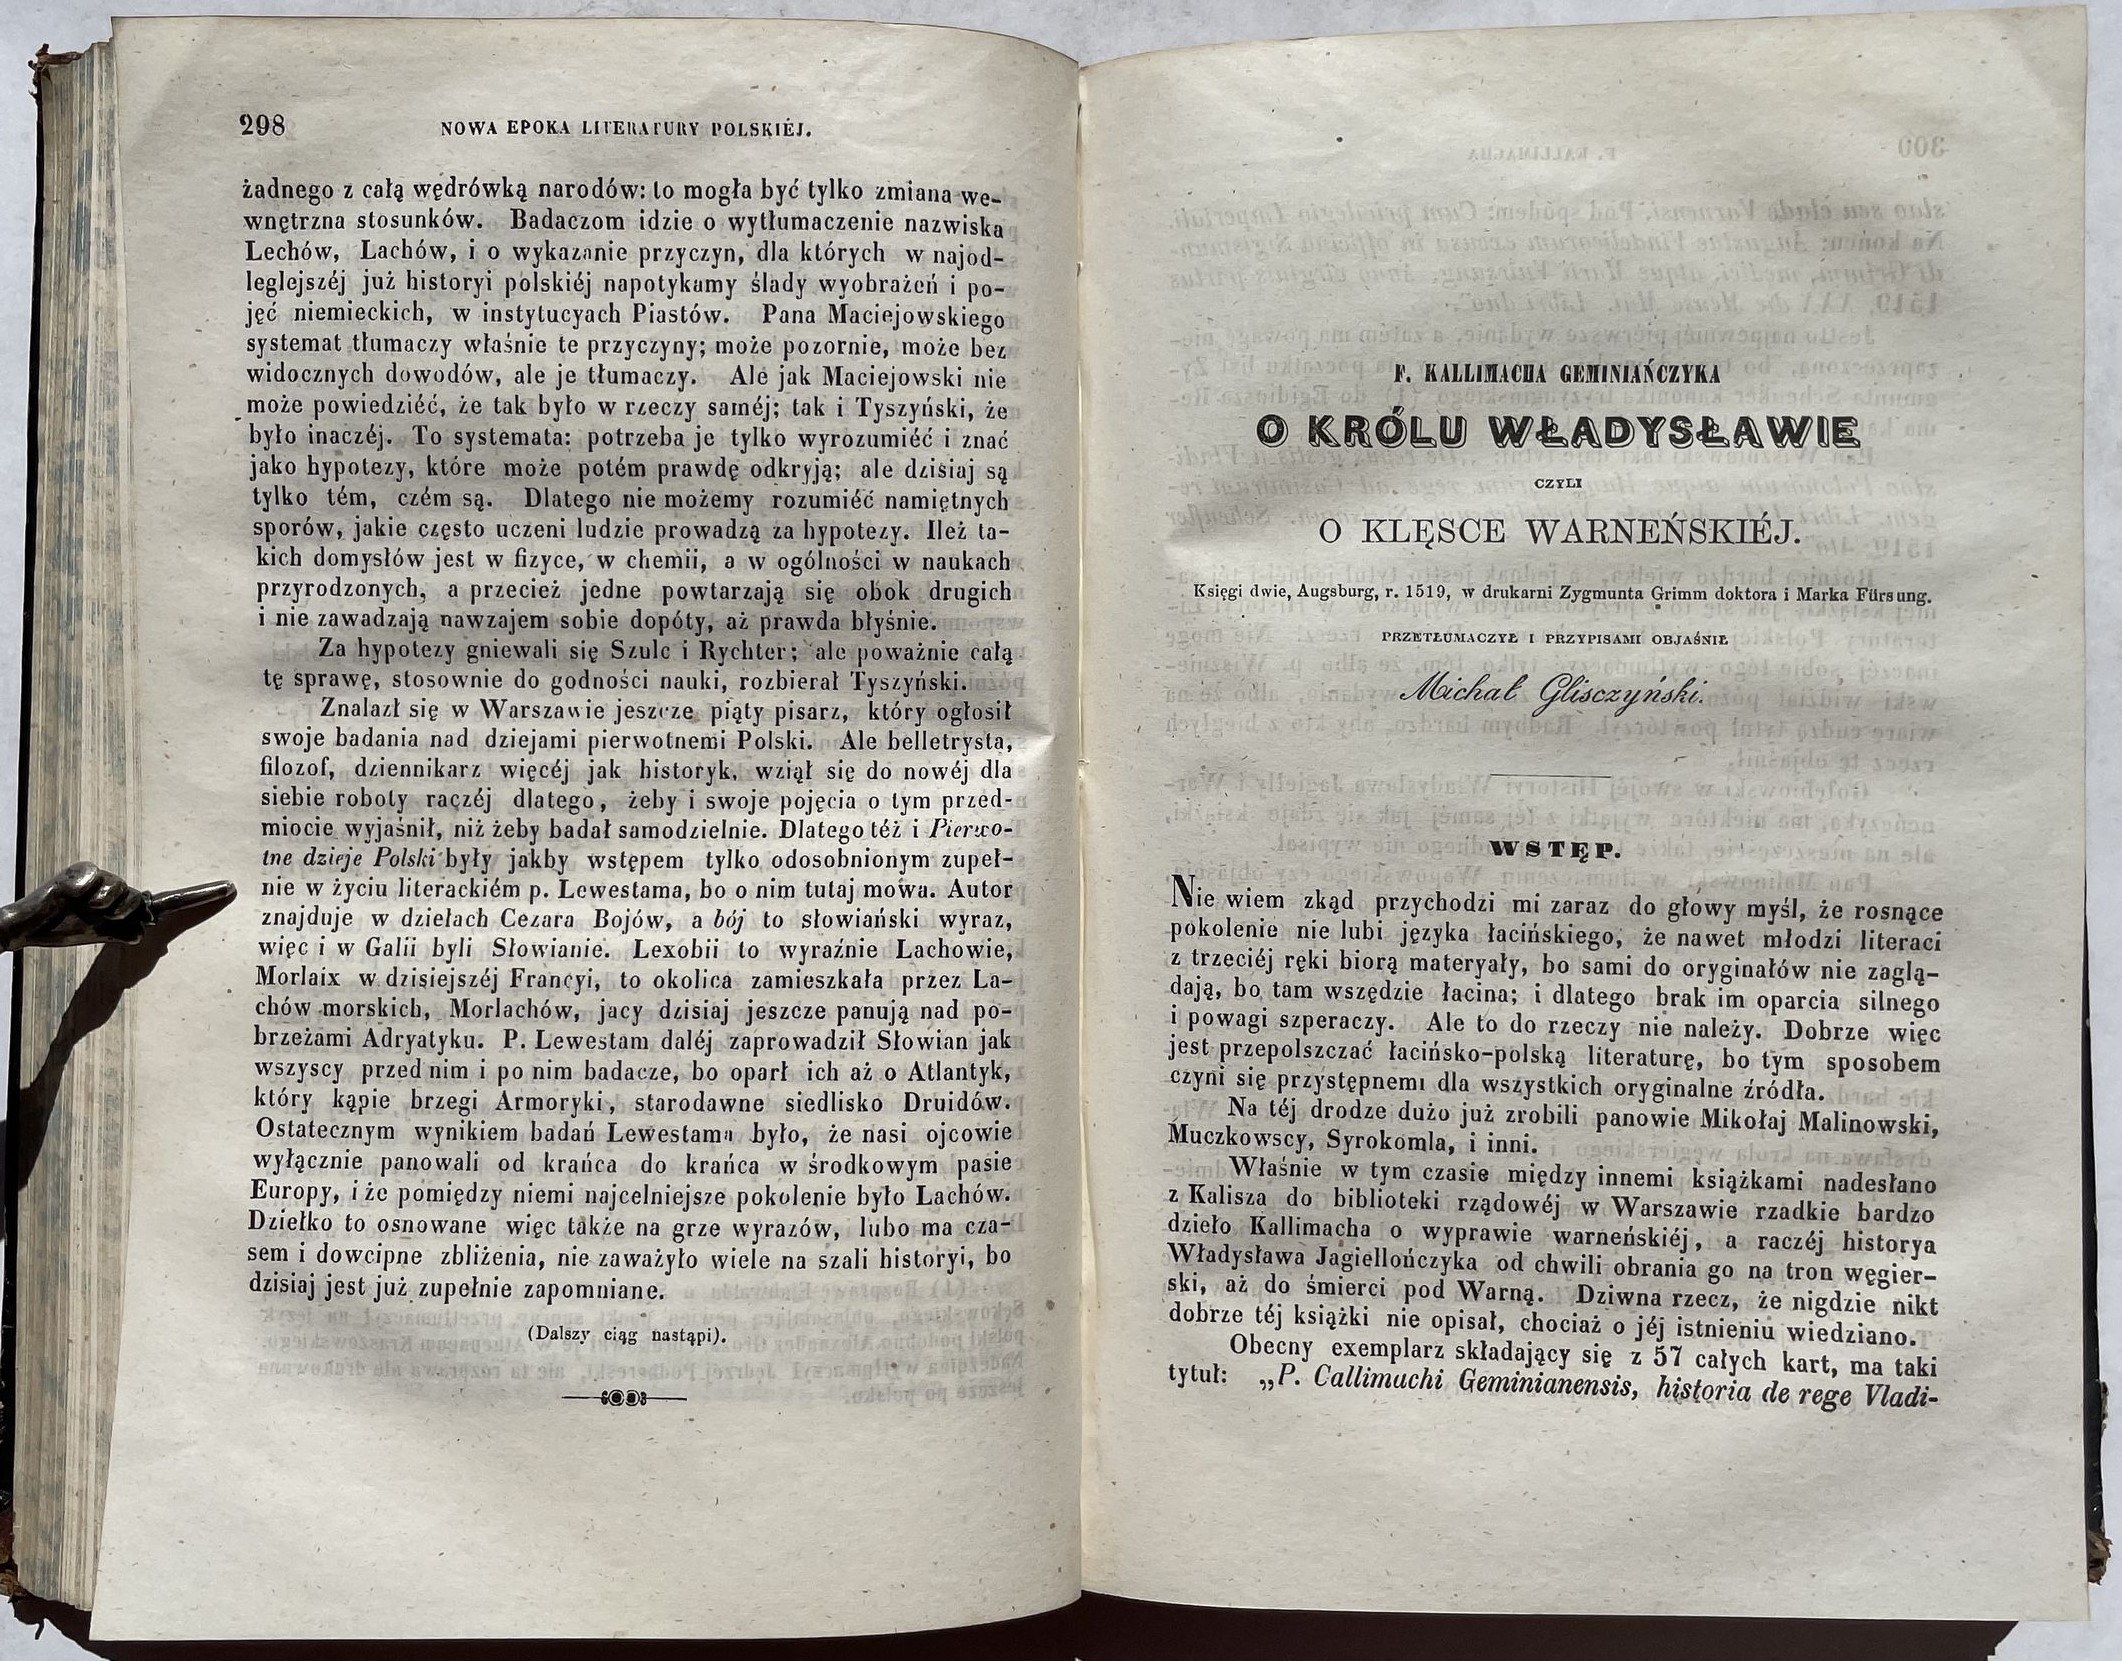 298
NOWA EPOKA LITERATURY POLSKIÉJ.
żadnego z całą wędrówką narodów: to mogła być tylko zmiana we-
wnętrzna stosunków. Badaczom idzie o wytłumaczenie nazwiska
Lechów, Lachów, i o wykazanie przyczyn, dla których w najod-
leglejszéj już historyi polskiéj napotykamy ślady wyobrażeń i po-
jęć niemieckich, w instytucyach Piastów. Pana Maciejowskiego
systemat tłumaczy właśnie te przyczyny; może pozornie, może bez
widocznych dowodów, ale je tłumaczy. Ale jak Maciejowski nie
może powiedziéć, że tak było w rzeczy saméj; tak i Tyszyński, że
było inaczéj. To systemata: potrzeba je tylko wyrozumiéć i znać
jako hypotezy, które może potém prawdę odkryją; ale dzisiaj są
tylko tém, czém są. Dlatego nie możemy rozumiéć namiętnych
sporów, jakie często uczeni ludzie prowadzą za hypotezy. Ileż ta-
kich domysłów jest w fizyce, w chemii, a w ogólności w naukach
przyrodzonych, a przecież jedne powtarzają się obok drugich
i nie zawadzają nawzajem sobie dopóty, aż prawda błyśnie.
Za hypotezy gniewali się Szulc i Rychter; ale poważnie całą
tę sprawę, stosownie do godności nauki, rozbierał Tyszyński.
Znalazł się w Warszawie jeszcze piąty pisarz, który ogłosił
swoje badania nad dziejami pierwotnemi Polski. Ale belletrysta,
filozof, dziennikarz więcéj jak historyk, wziął się do nowéj dla
siebie roboty raczéj dlatego, żeby i swoje pojęcia o tym przed-
miocie wyjaśnił, niż żeby badał samodzielnie. Dlatego téż i Pierwo-
tne dzieje Polski były jakby wstępem tylko odosobnionym zupeł-
nie w życiu literackiém p. Lewestama, bo o nim tutaj mowa. Autor
znajduje w dziełach Cezara Bojów, a bój to słowiański wyraz,
więc i w Galii byli Słowianie. Lexobii to wyraźnie Lachowie,
Morlaix w dzisiejszéj Francyi, to okolica zamieszkała przez La-
chów morskich, Morlachów, jacy dzisiaj jeszcze panują nad po-
brzeżami Adryatyku. P. Lewestam daléj zaprowadził Słowian jak
wszyscy przed nim i po nim badacze, bo oparł ich aż o Atlantyk,
który kąpie brzegi Armoryki, starodawne siedlisko Druidów.
Ostatecznym wynikiem badań Lewestama było, że nasi ojcowie
wyłącznie panowali od krańca do krańca w środkowym pasie
Europy, i że pomiędzy niemi najcelniejsze pokolenie było Lachów.
Dziełko to osnowane więc także na grze wyrazów, lubo ma cza-
sem i dowcipne zbliżenia, nie zaważyło wiele na szali historyi, bo
dzisiaj jest już zupełnie zapomniane.
(Dalszy ciąg nastąpi).
F. KALLIMACHA GEMINIAŃCZYKA
O KRÓLU WŁADYSŁAWIE
CZYLI
O KLĘSCE WARNEŃSKIÉJ.
Księgi dwie, Augsburg, r. 1519, w drukarni Zygmunta Grimm doktora i Marka Fürsung.
PRZETŁUMACZYŁ I PRZYPISAMI OBJAŚNIŁ
Michał Gliszczyński.
WSTĘP.
Nie wiem zkąd przychodzi mi zaraz do głowy myśl, że rosnące
pokolenie nie lubi języka łacińskiego, że nawet młodzi literaci
z trzeciéj ręki biorą materyały, bo sami do oryginałów nie zaglą-
dają, bo tam wszędzie łacina; i dlatego brak im oparcia silnego
i powagi szperaczy. Ale to do rzeczy nie należy. Dobrze więc
jest przepolszczać łacińsko-polską literaturę, bo tym sposobem
czyni się przystępnemi dla wszystkich oryginalne źródła.
Na téj drodze dużo już zrobili panowie Mikołaj Malinowski,
Muczkowscy, Syrokomla, i inni.
Właśnie w tym czasie między innemi książkami nadesłano
z Kalisza do biblioteki rządowéj w Warszawie rzadkie bardzo
dzieło Kallimacha o wyprawie warneńskiéj, a raczéj historya
Władysława Jagiellończyka od chwili obrania go na tron węgier-
ski, aż do śmierci pod Warną. Dziwna rzecz, że nigdzie nikt
dobrze téj książki nie opisał, chociaż o jéj istnieniu wiedziano.
Obecny exemplarz składający się z 57 całych kart, ma taki
tytuł: „P. Callimuchi Geminianensis, historia de rege Vladi-